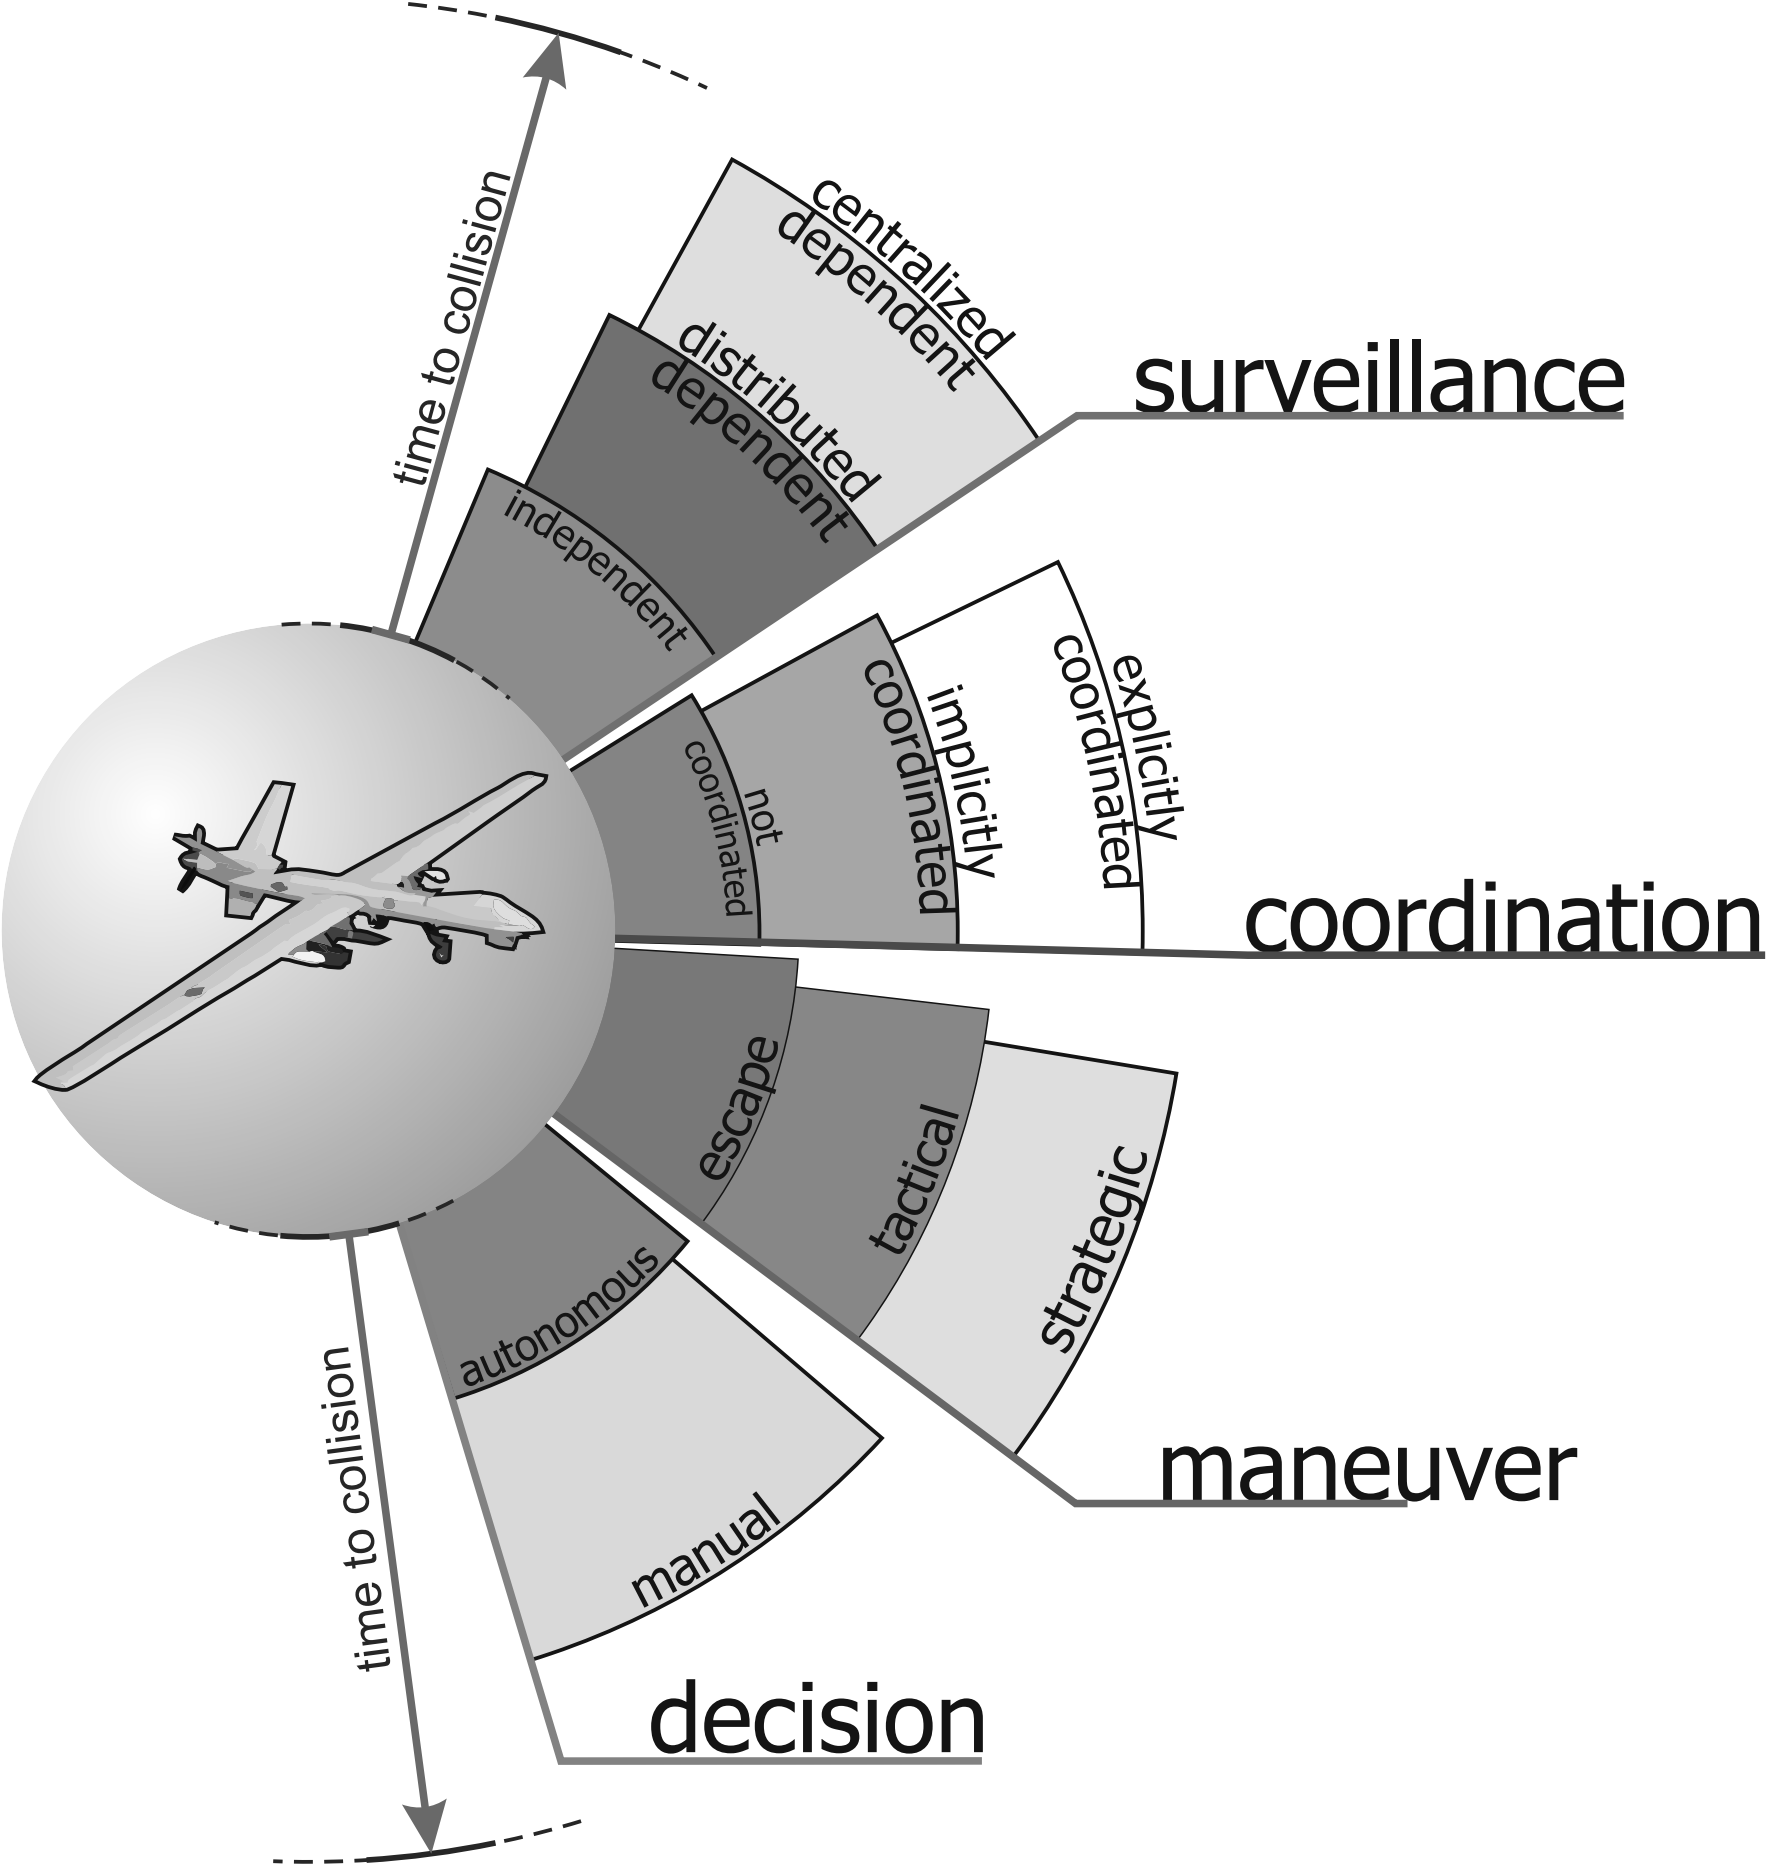 time to collision
centralized
dependent
distributed
dependent
independent
surveillance
explicitly
coordinated
implicitly
coordinated
not
coordinated
coordination
escape
tactical
strategic
maneuver
autonomous
manual
decision
time to collision